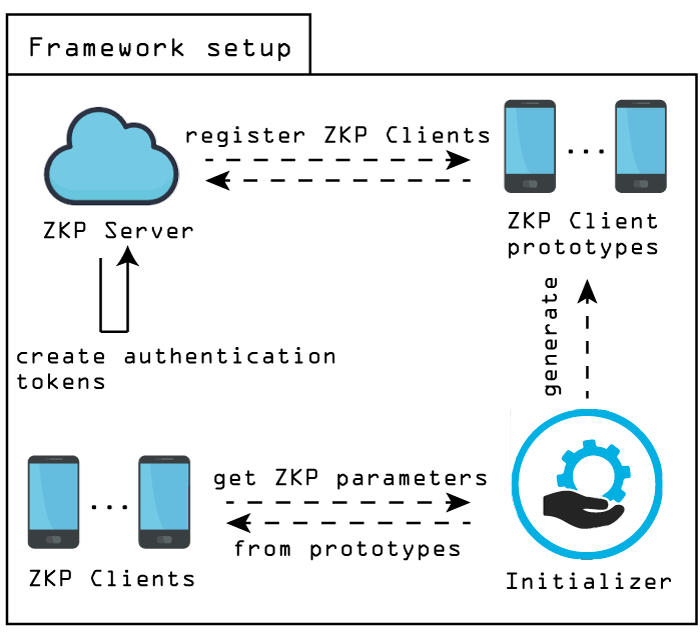 Framework setup
register ZKP Clients
ZKP Server
ZKP Client
prototypes
generate
create authentication
tokens
get ZKP parameters
from prototypes
ZKP Clients
Initializer